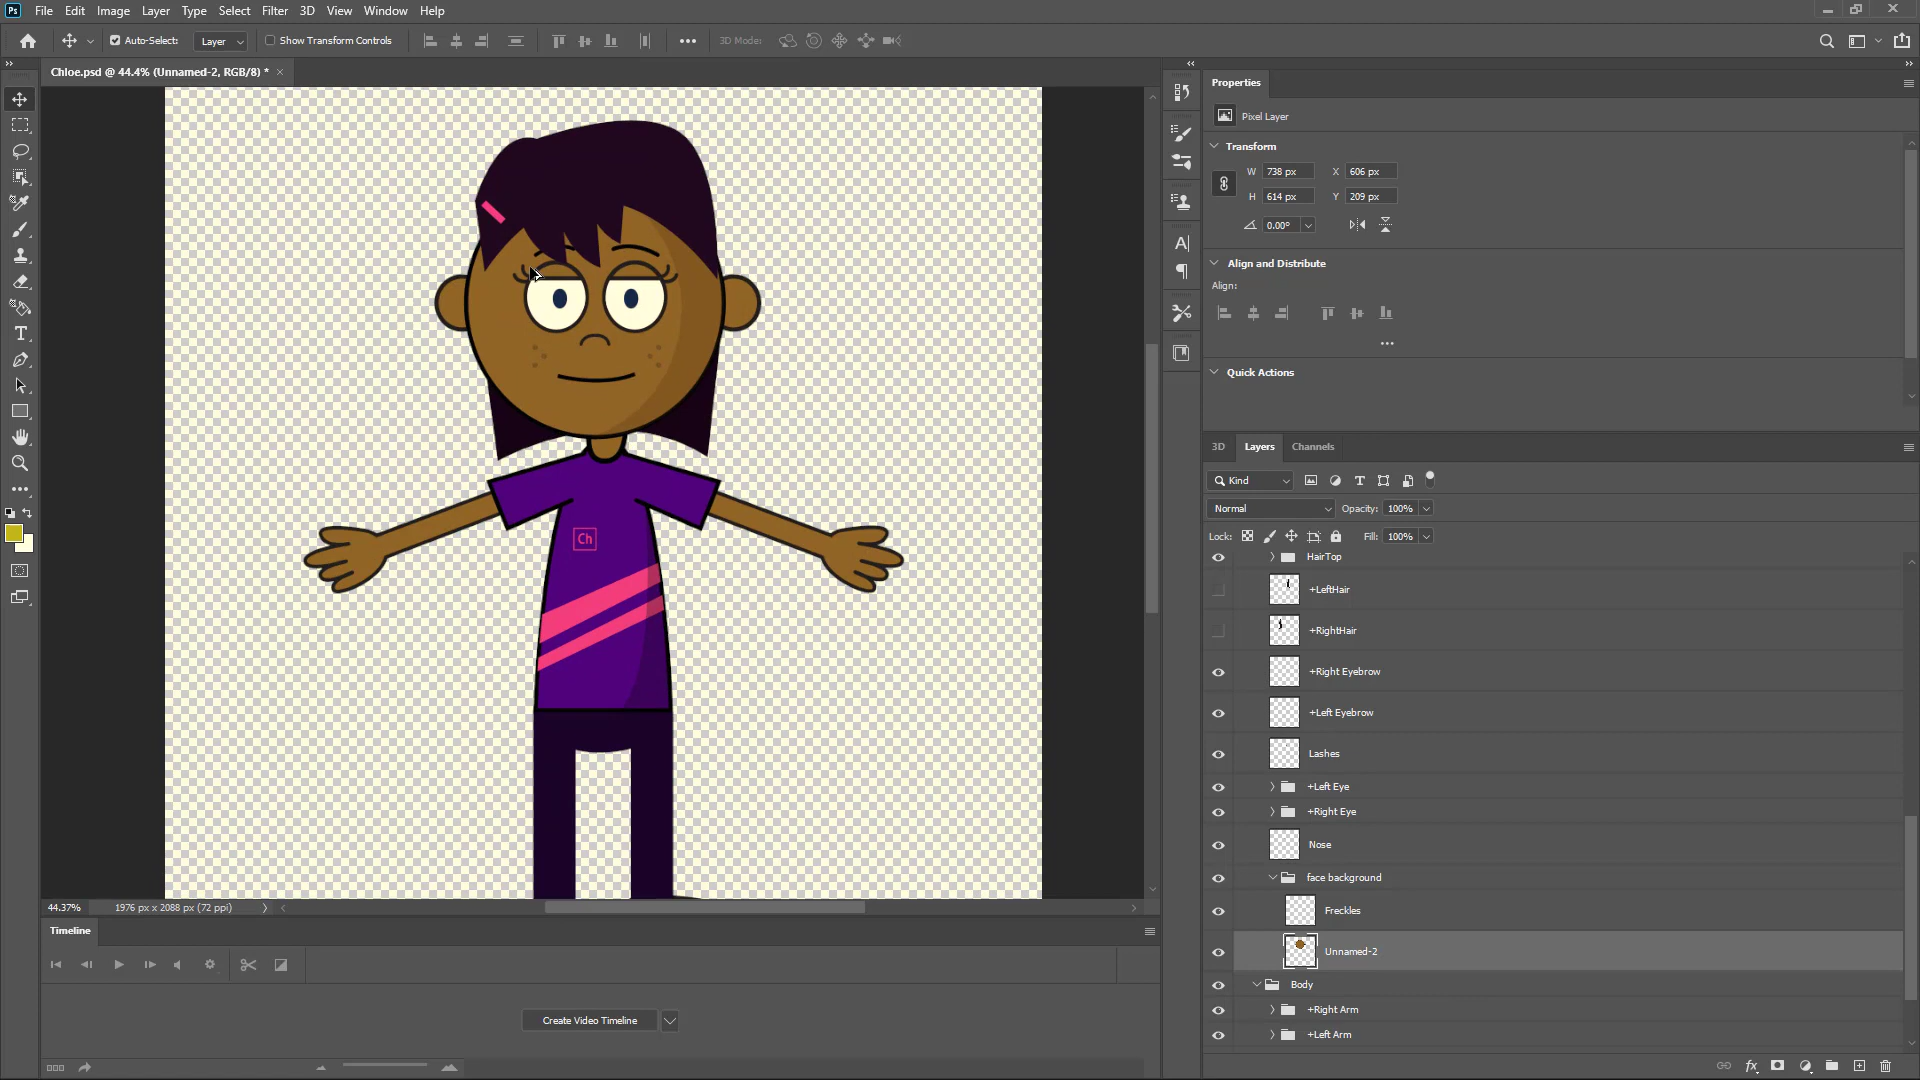 Ps File Edit Image Layer Type Select Filter 3D View Window Help
Auto-Select: Layer Show Transform Controls 3D Mode:
Chloe.psd @ 44.4% (Unnamed-2, RGB/8) *
Properties
Pixel Layer
Transform
W 738 px X 606 px
H 614 px Y 209 px
0.00°
Align and Distribute
Align:
Quick Actions
3D Layers Channels
Kind
Normal Opacity: 100%
Lock: Fill: 100%
HairTop
+LeftHair
+RightHair
+Right Eyebrow
+Left Eyebrow
Lashes
+Left Eye
+Right Eye
Nose
face background
Freckles
Unnamed-2
Body
+Right Arm
+Left Arm
Ch
44.37% 1976 px x 2088 px (72 ppi)
Timeline
Create Video Timeline